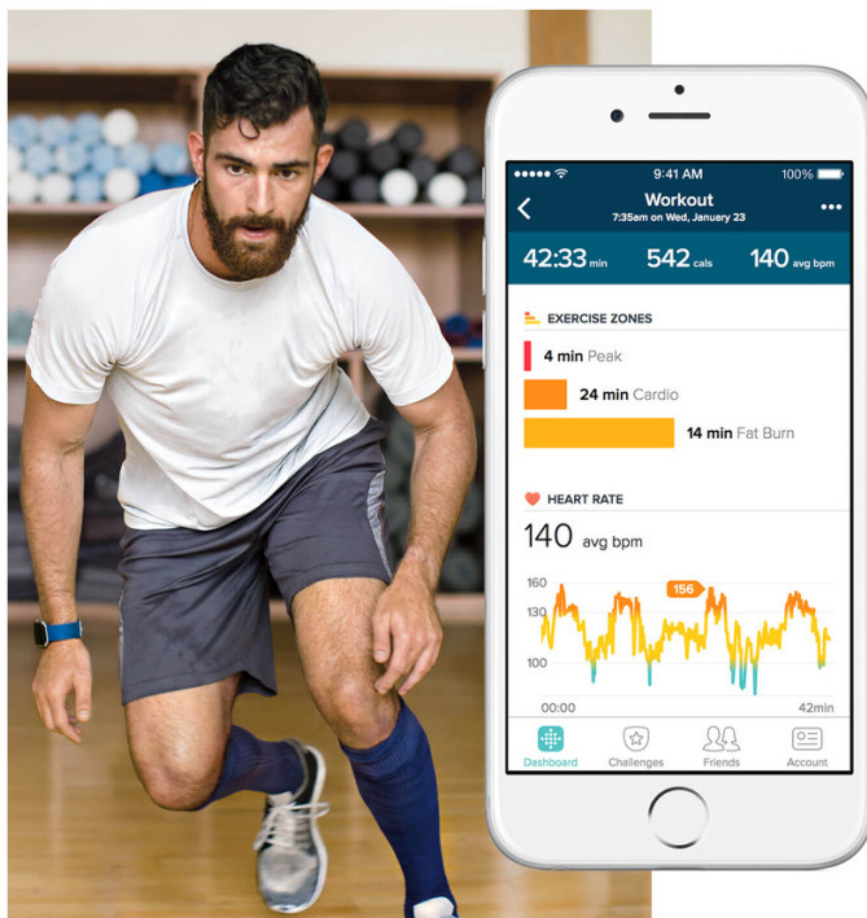 9:41 AM 100%
Workout
7:35am on Wed, January 23
42:33 min 542 cals 140 avg bpm
EXERCISE ZONES
4 min Peak
24 min Cardio
14 min Fat Burn
HEART RATE
140 avg bpm
160
156
130
100
00:00 42min
Dashboard Challenges Friends Account